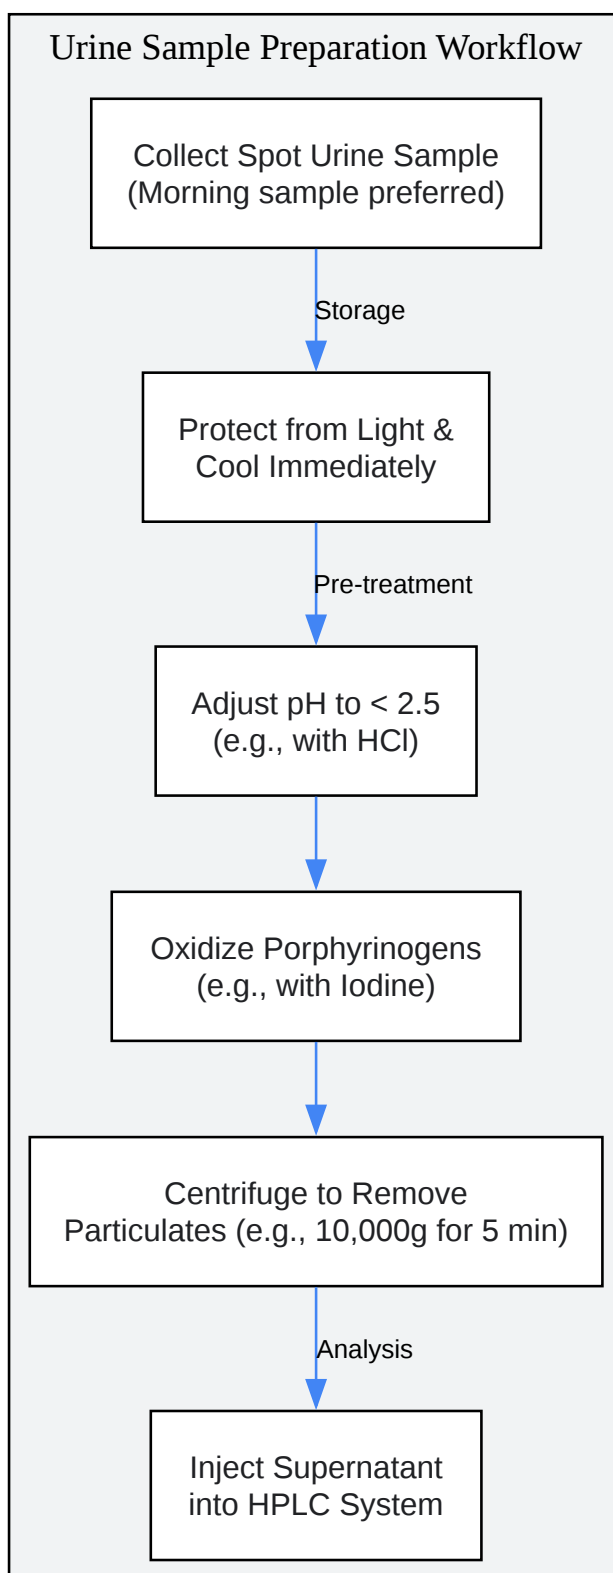 Urine Sample Preparation Workflow
Collect Spot Urine Sample
(Morning sample preferred)
Storage
Protect from Light &
Cool Immediately
Pre-treatment
Adjust pH to < 2.5
(e.g., with HCl)
Oxidize Porphyrinogens
(e.g., with Iodine)
Centrifuge to Remove
Particulates (e.g., 10,000g for 5 min)
Analysis
Inject Supernatant
into HPLC System